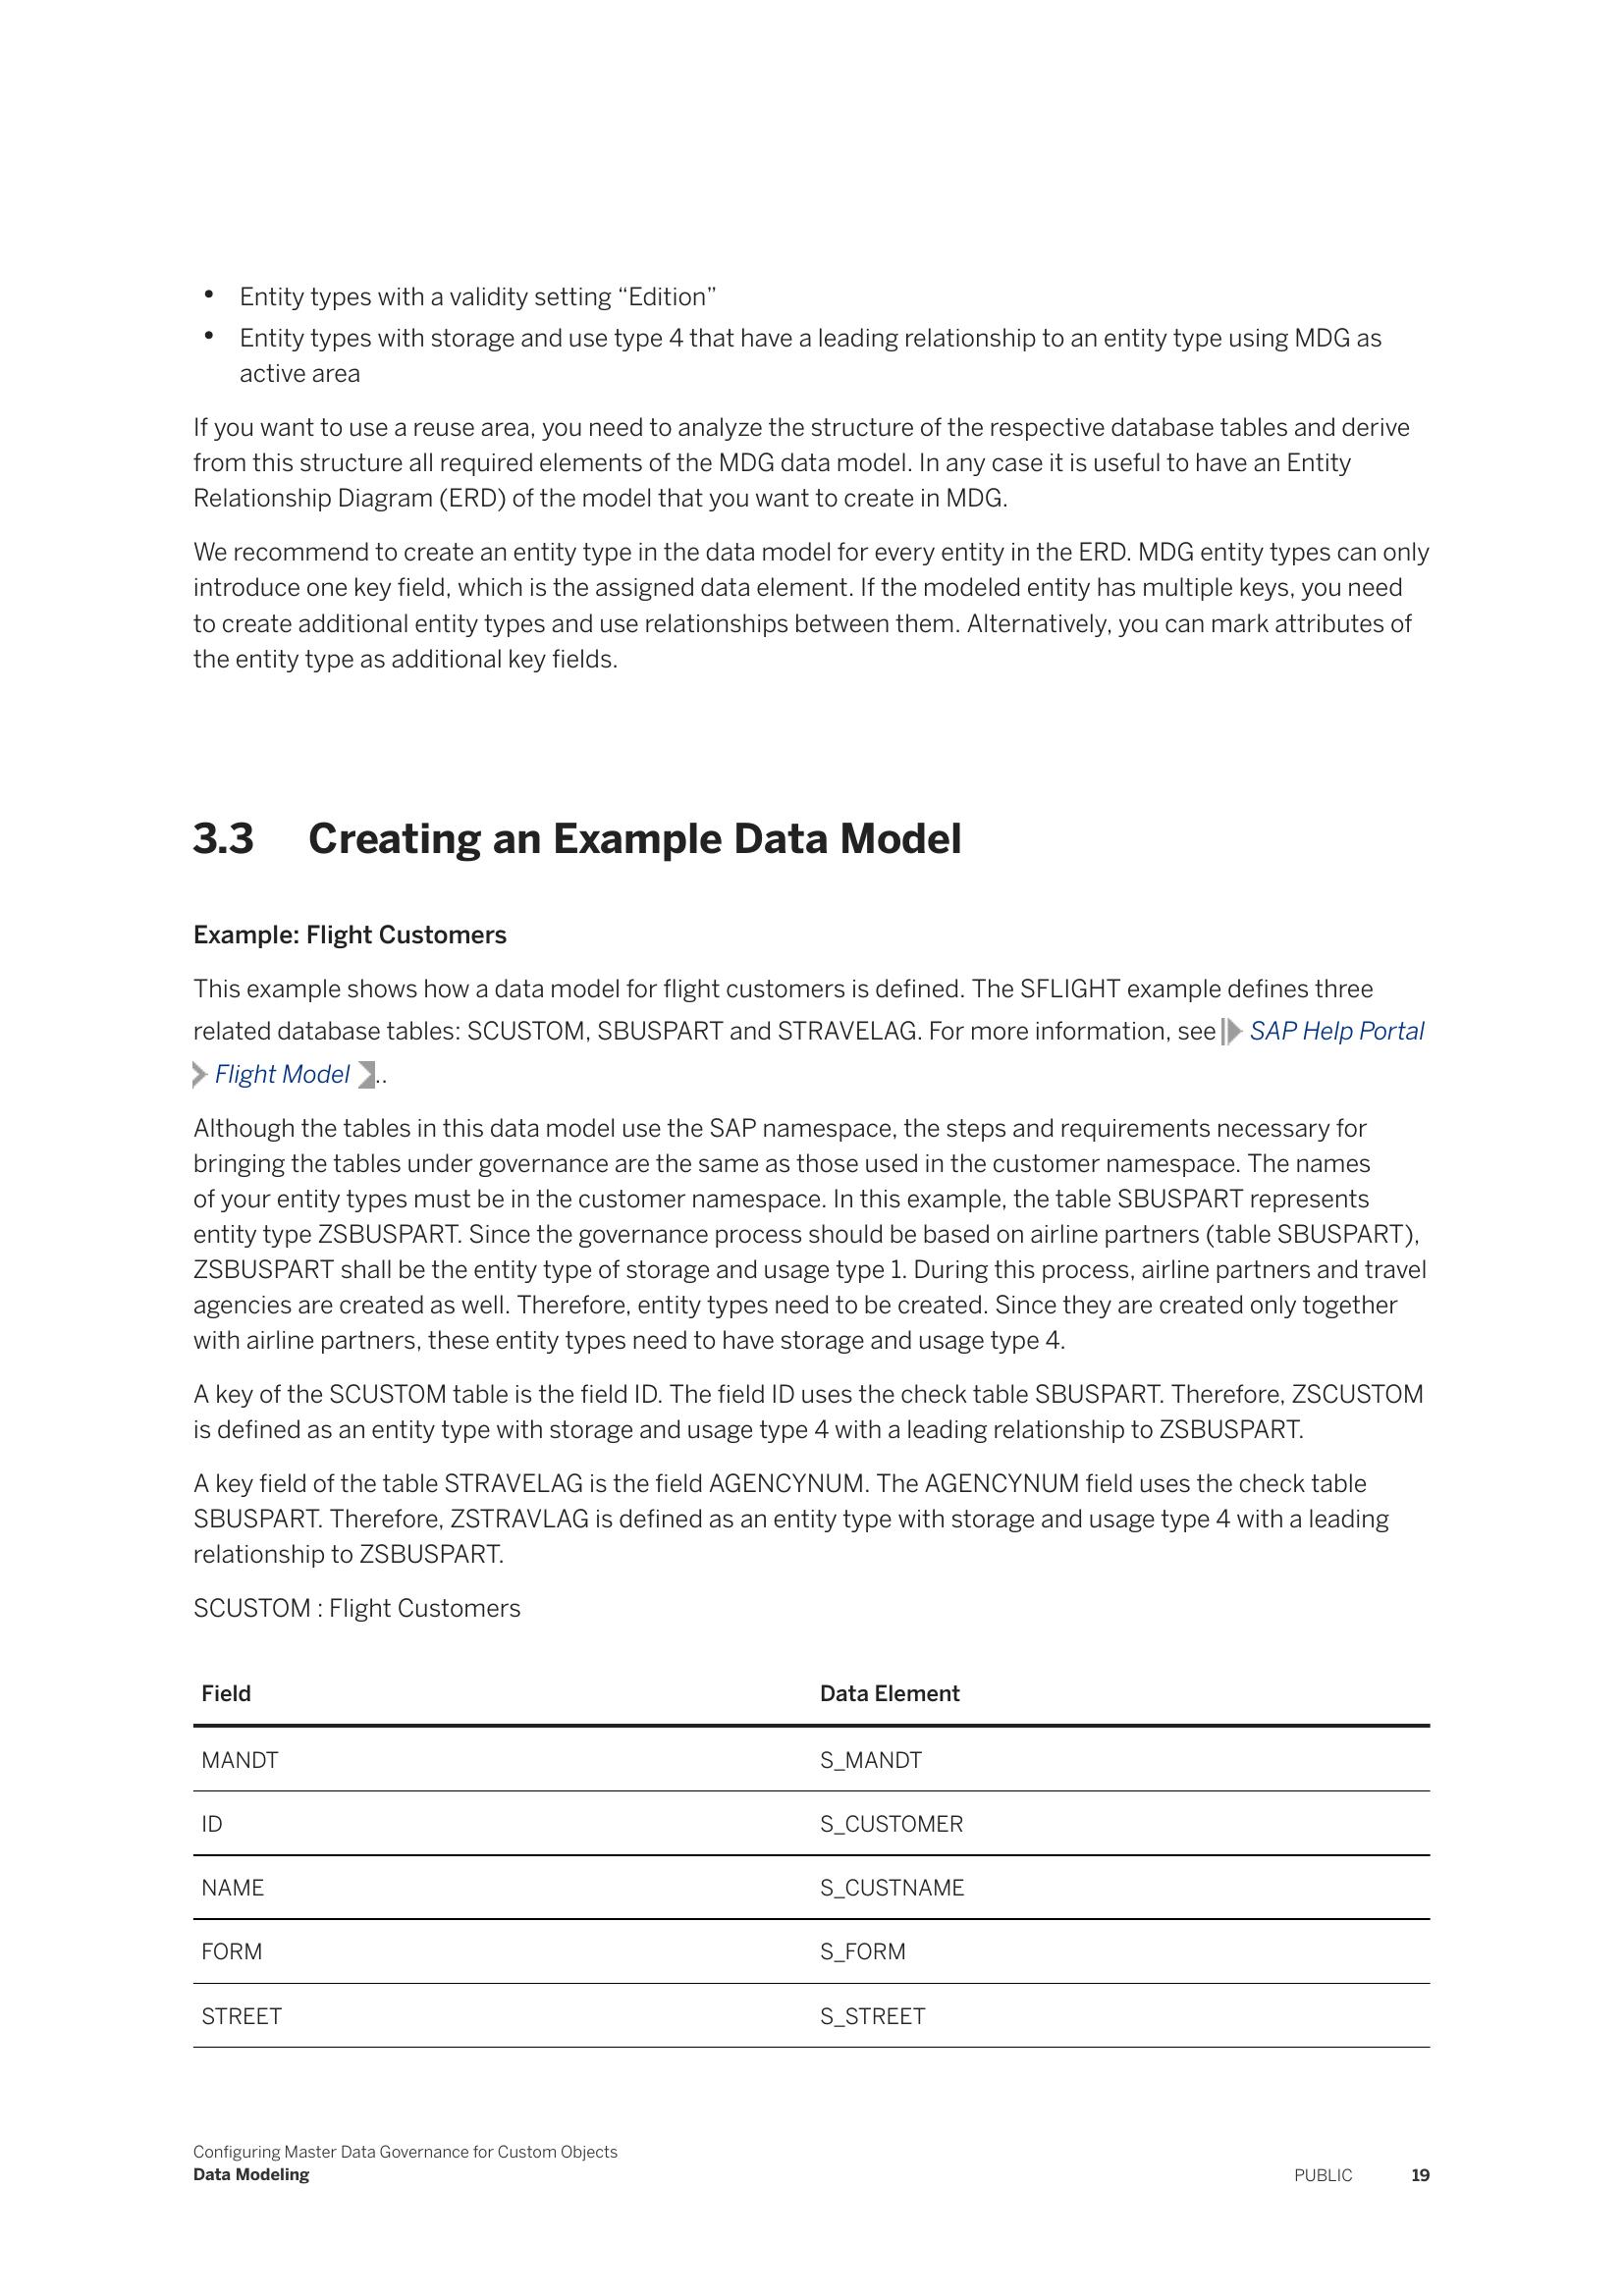 • Entity types with a validity setting “Edition”
• Entity types with storage and use type 4 that have a leading relationship to an entity type using MDG as
active area
If you want to use a reuse area, you need to analyze the structure of the respective database tables and derive
from this structure all required elements of the MDG data model. In any case it is useful to have an Entity
Relationship Diagram (ERD) of the model that you want to create in MDG.
We recommend to create an entity type in the data model for every entity in the ERD. MDG entity types can only
introduce one key field, which is the assigned data element. If the modeled entity has multiple keys, you need
to create additional entity types and use relationships between them. Alternatively, you can mark attributes of
the entity type as additional key fields.
3.3 Creating an Example Data Model
Example: Flight Customers
This example shows how a data model for flight customers is defined. The SFLIGHT example defines three
related database tables: SCUSTOM, SBUSPART and STRAVELAG. For more information, see SAP Help Portal
Flight Model ..
Although the tables in this data model use the SAP namespace, the steps and requirements necessary for
bringing the tables under governance are the same as those used in the customer namespace. The names
of your entity types must be in the customer namespace. In this example, the table SBUSPART represents
entity type ZSBUSPART. Since the governance process should be based on airline partners (table SBUSPART),
ZSBUSPART shall be the entity type of storage and usage type 1. During this process, airline partners and travel
agencies are created as well. Therefore, entity types need to be created. Since they are created only together
with airline partners, these entity types need to have storage and usage type 4.
A key of the SCUSTOM table is the field ID. The field ID uses the check table SBUSPART. Therefore, ZSCUSTOM
is defined as an entity type with storage and usage type 4 with a leading relationship to ZSBUSPART.
A key field of the table STRAVELAG is the field AGENCYNUM. The AGENCYNUM field uses the check table
SBUSPART. Therefore, ZSTRAVLAG is defined as an entity type with storage and usage type 4 with a leading
relationship to ZSBUSPART.
SCUSTOM : Flight Customers
Field Data Element
MANDT S_MANDT
ID S_CUSTOMER
NAME S_CUSTNAME
FORM S_FORM
STREET S_STREET
Configuring Master Data Governance for Custom Objects
Data Modeling PUBLIC 19